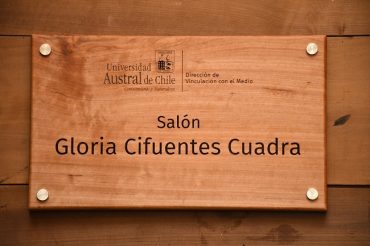 Universidad
Austral de Chile
Conocimiento y Naturaleza
Dirección de
Vinculación con el Medio
Salón
Gloria Cifuentes Cuadra